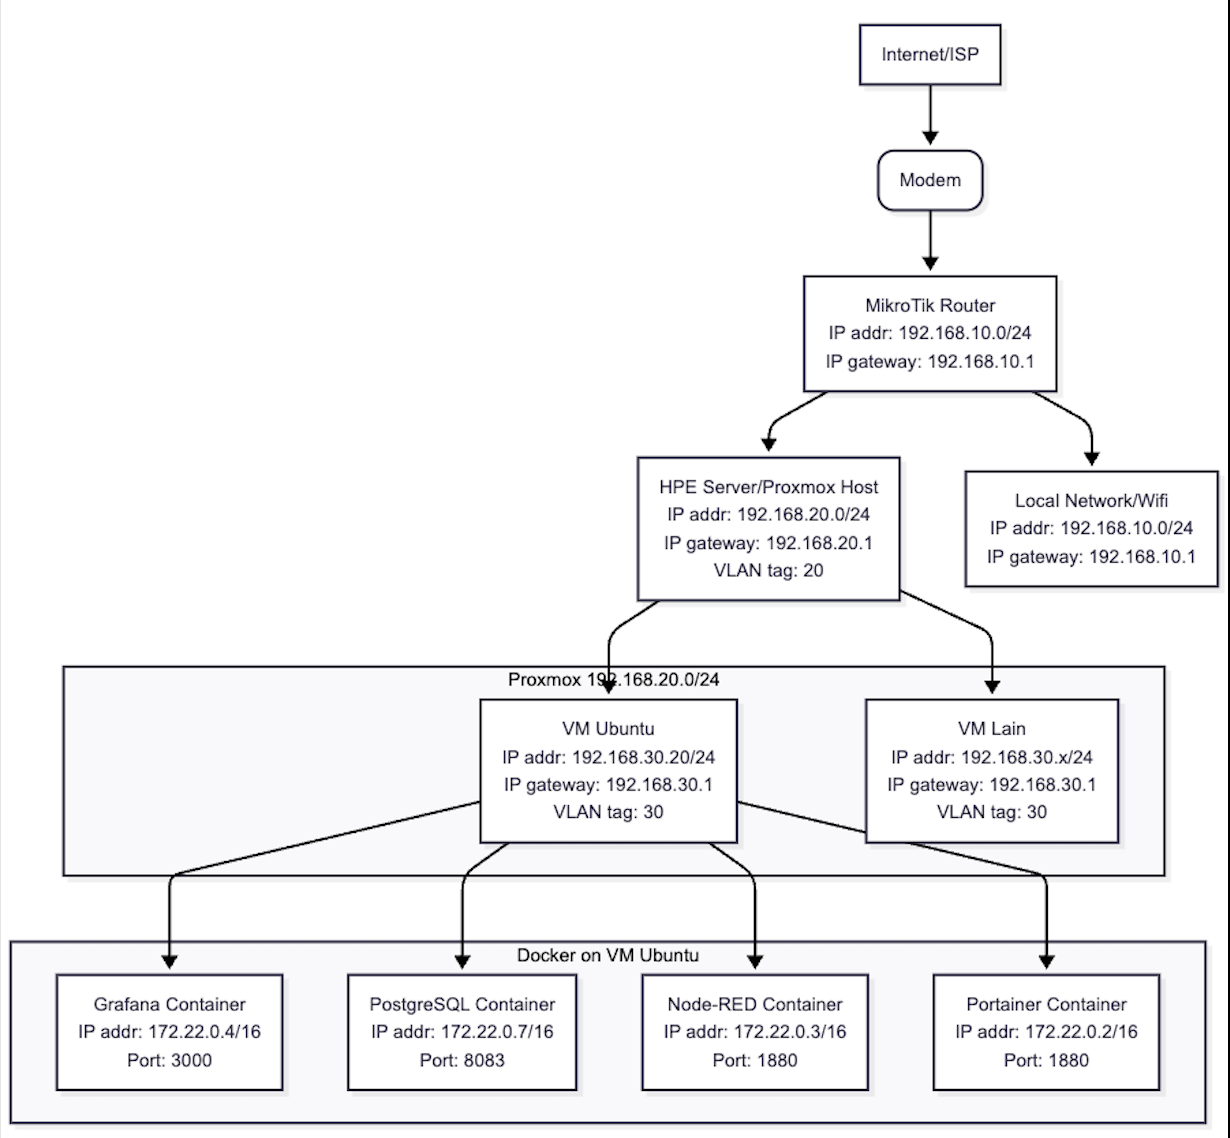 Internet/ISP
Modem
MikroTik Router
IP addr: 192.168.10.0/24
IP gateway: 192.168.10.1
HPE Server/Proxmox Host
IP addr: 192.168.20.0/24
IP gateway: 192.168.20.1
VLAN tag: 20
Local Network/Wifi
IP addr: 192.168.10.0/24
IP gateway: 192.168.10.1
Proxmox 192.168.20.0/24
VM Ubuntu
IP addr: 192.168.30.20/24
IP gateway: 192.168.30.1
VLAN tag: 30
VM Lain
IP addr: 192.168.30.x/24
IP gateway: 192.168.30.1
VLAN tag: 30
Docker on VM Ubuntu
Grafana Container
IP addr: 172.22.0.4/16
Port: 3000
PostgreSQL Container
IP addr: 172.22.0.7/16
Port: 8083
Node-RED Container
IP addr: 172.22.0.3/16
Port: 1880
Portainer Container
IP addr: 172.22.0.2/16
Port: 1880